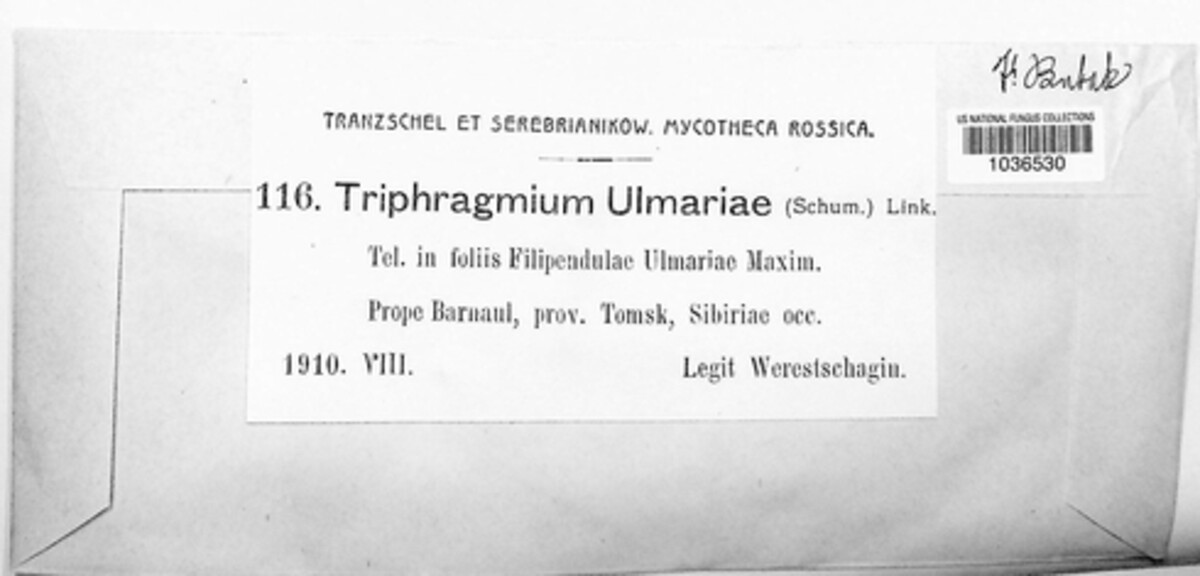 TRANZSCHEL ET SEREBRIANIKOW. MYCOTHECA ROSSICA.
US NATIONAL FUNGUS COLLECTIONS
1036530
116. Triphragmium Ulmariae (Schum.) Link.
Tel. in foliis Filipendulae Ulmariae Maxim.
Prope Barnaul, prov. Tomsk, Sibiriae occ.
1910. VIII. Legit Werestschagin.